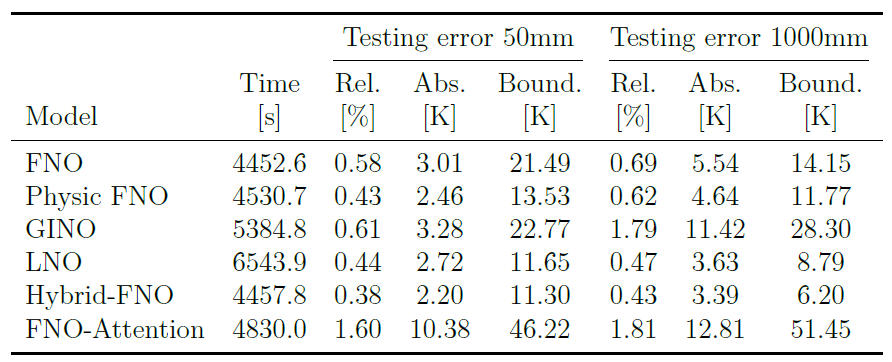 Testing error 50mm Testing error 1000mm
Time Rel. Abs. Bound. Rel. Abs. Bound.
Model [s] [%] [K] [K] [%] [K] [K]
FNO 4452.6 0.58 3.01 21.49 0.69 5.54 14.15
Physic FNO 4530.7 0.43 2.46 13.53 0.62 4.64 11.77
GINO 5384.8 0.61 3.28 22.77 1.79 11.42 28.30
LNO 6543.9 0.44 2.72 11.65 0.47 3.63 8.79
Hybrid-FNO 4457.8 0.38 2.20 11.30 0.43 3.39 6.20
FNO-Attention 4830.0 1.60 10.38 46.22 1.81 12.81 51.45